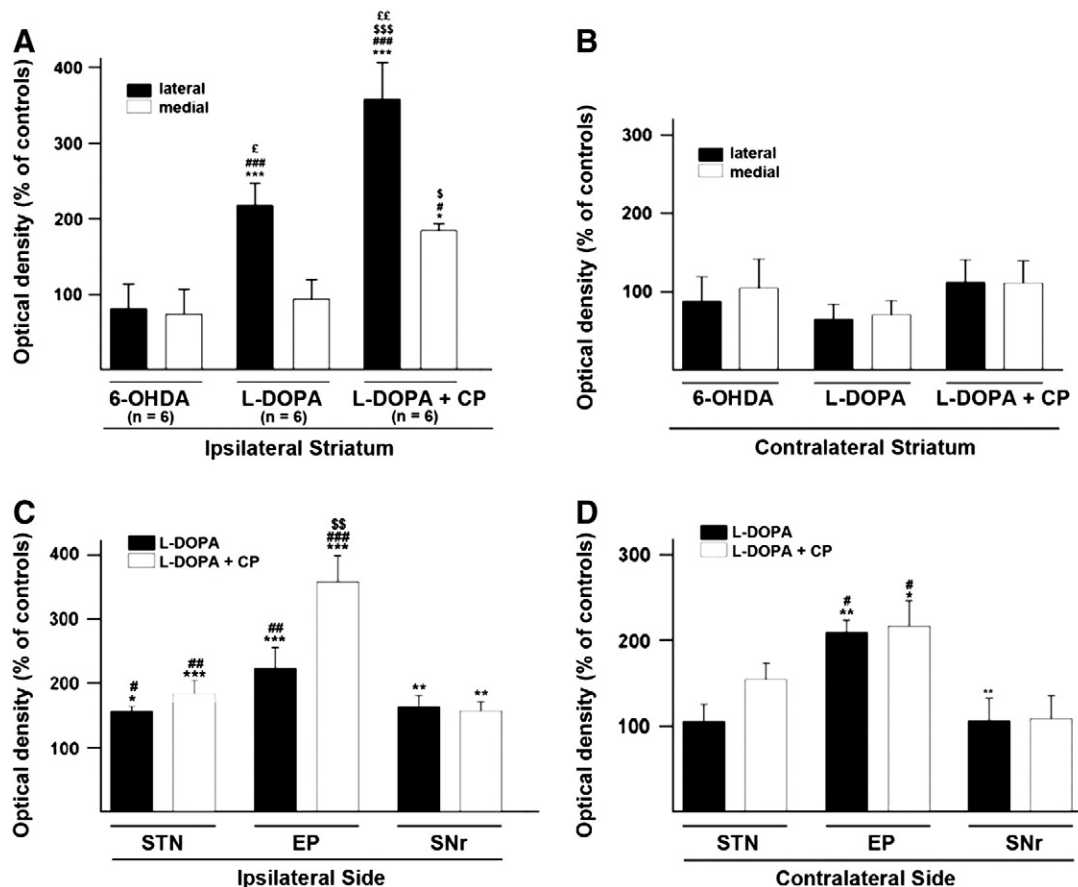 A
Optical density (% of controls)
400
300
200
100
lateral
medial
£
###
***
££
$$$
###
***
$
#
*
6-OHDA
(n = 6)
L-DOPA
(n = 6)
L-DOPA + CP
(n = 6)
Ipsilateral Striatum
B
Optical density (% of controls)
300
200
100
lateral
medial
6-OHDA
L-DOPA
L-DOPA + CP
Contralateral Striatum
C
Optical density (% of controls)
400
300
200
100
L-DOPA
L-DOPA + CP
#
*
##
***
##
***
$$
###
***
**
**
STN
EP
SNr
Ipsilateral Side
D
Optical density (% of controls)
300
200
100
L-DOPA
L-DOPA + CP
#
**
#
*
**
STN
EP
SNr
Contralateral Side